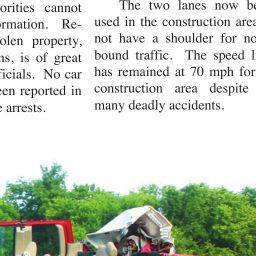 orities cannot
ormation. Re-
olen property,
ns, is of great
ficials. No car
een reported in
e arrests.
The two lanes now be
used in the construction area
not have a shoulder for no
bound traffic. The speed li
has remained at 70 mph for
construction area despite
many deadly accidents.